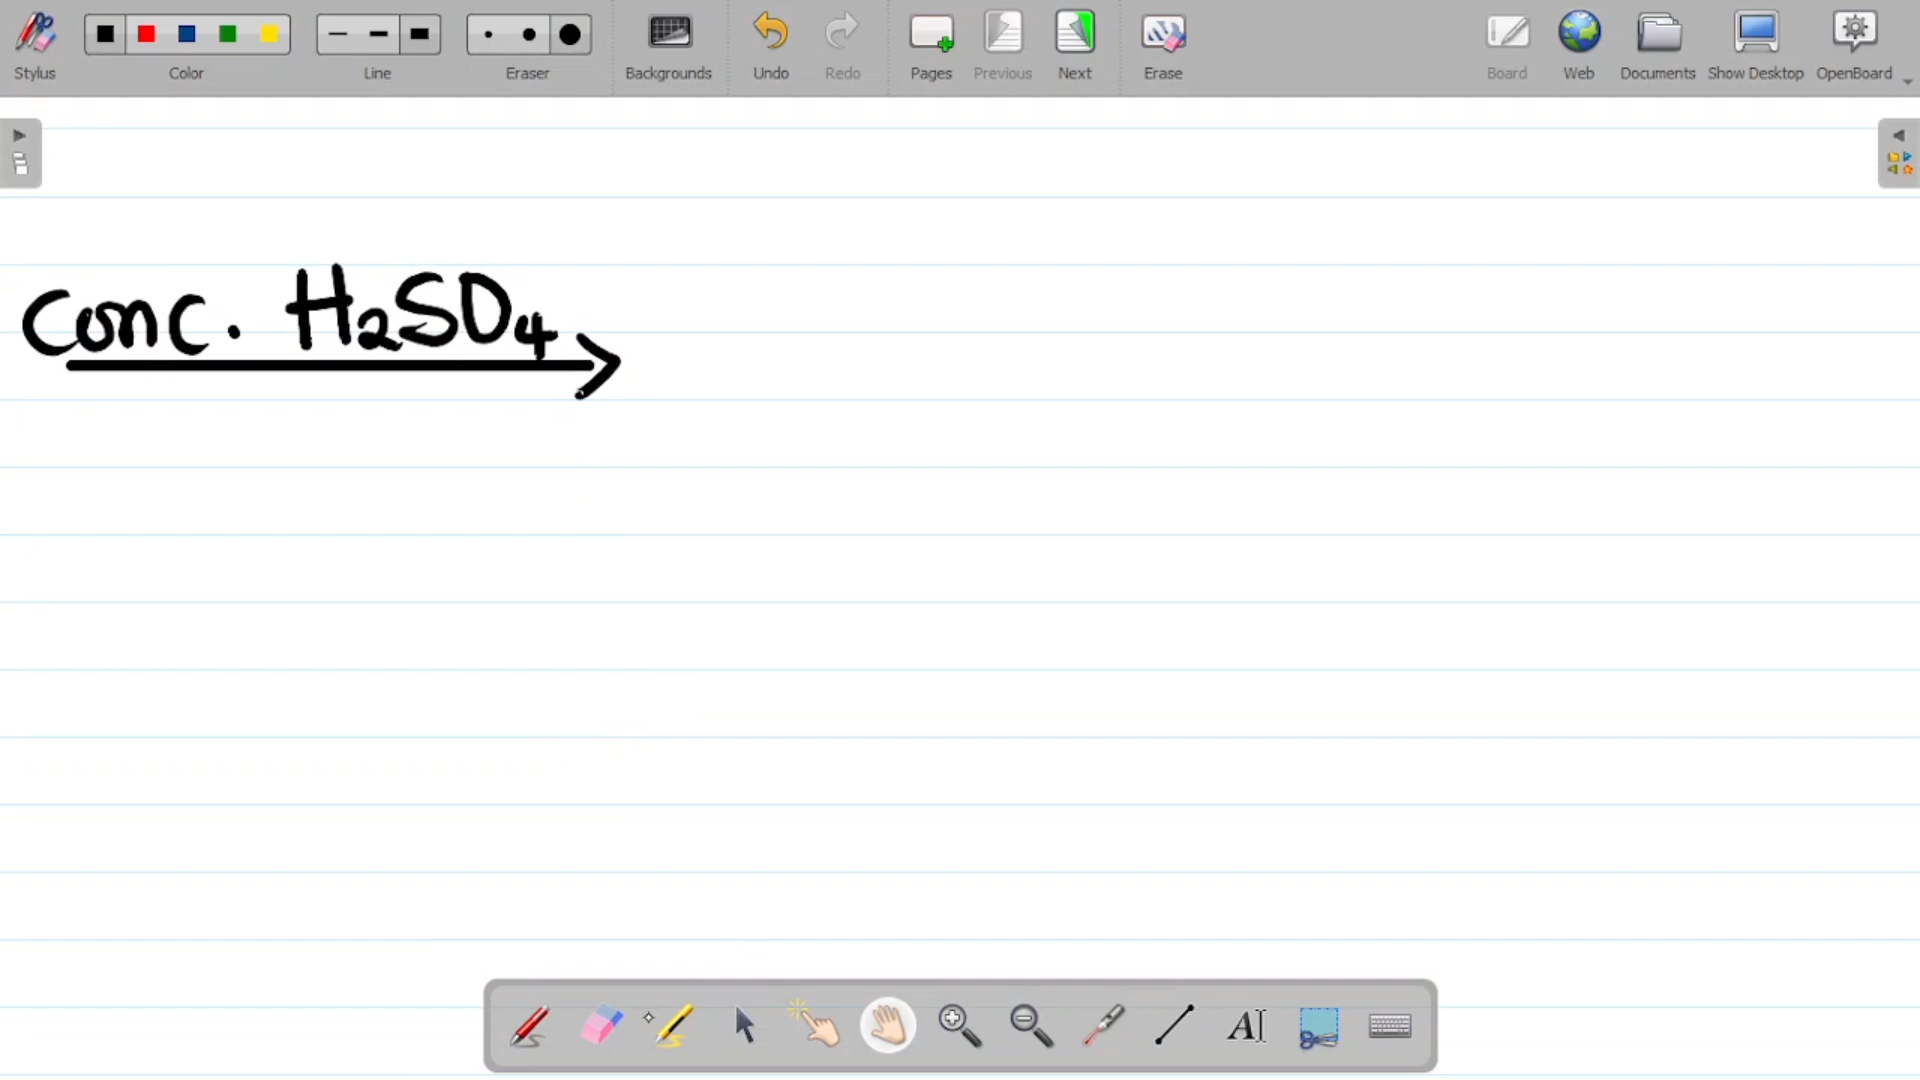 Stylus Color Line Eraser Backgrounds Undo Redo Pages Previous Next Erase Board Web Documents Show Desktop OpenBoard
Conc. H₂SO₄